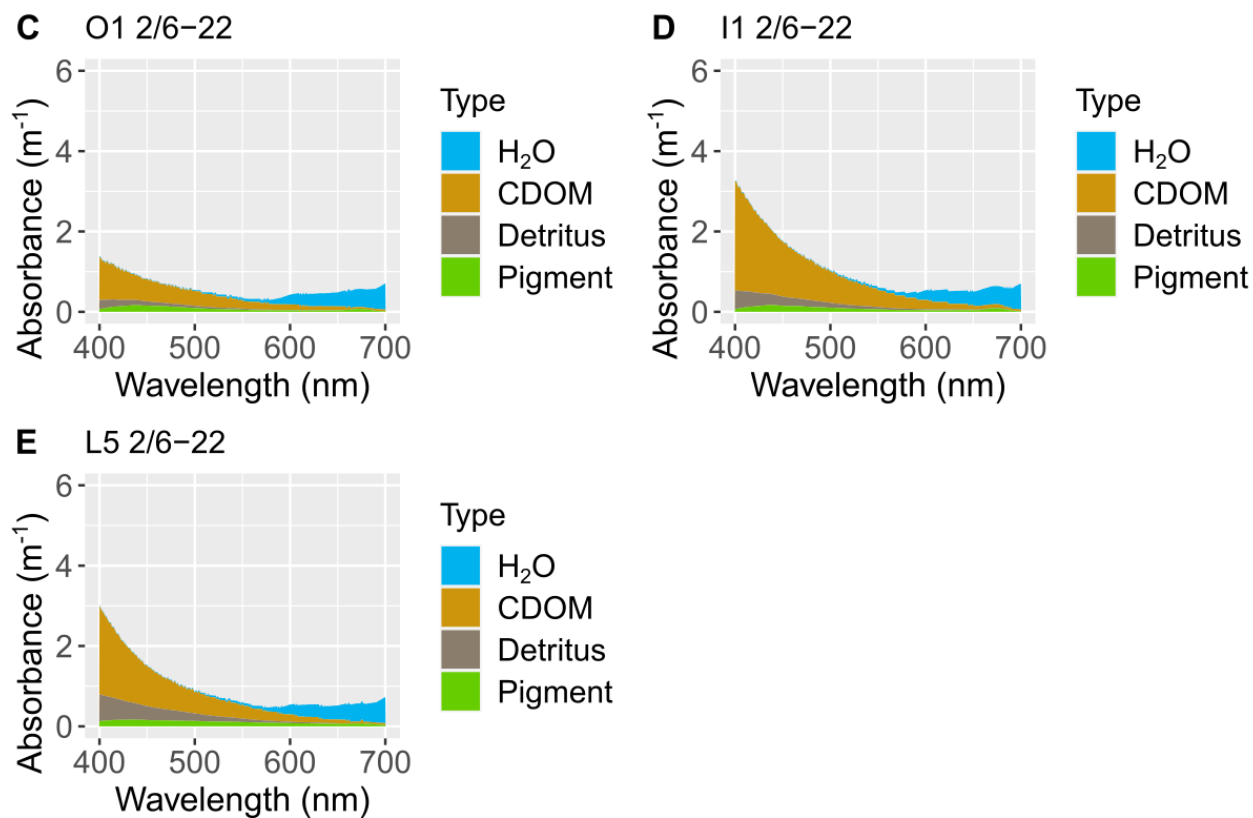 C O1 2/6−22
Absorbance (m⁻¹)
6
4
2
0
400 500 600 700
Wavelength (nm)
Type
H₂O
CDOM
Detritus
Pigment
D I1 2/6−22
Absorbance (m⁻¹)
6
4
2
0
400 500 600 700
Wavelength (nm)
Type
H₂O
CDOM
Detritus
Pigment
E L5 2/6−22
Absorbance (m⁻¹)
6
4
2
0
400 500 600 700
Wavelength (nm)
Type
H₂O
CDOM
Detritus
Pigment